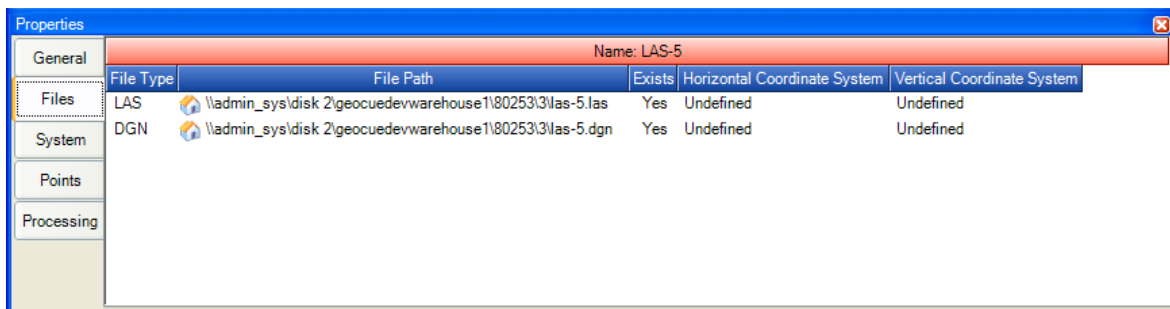 Properties
General
Files
System
Points
Processing
Name: LAS-5
File Type File Path Exists Horizontal Coordinate System Vertical Coordinate System
LAS \\admin_sys\disk 2\geocuedevwarehouse1\80253\3\las-5.las Yes Undefined Undefined
DGN \\admin_sys\disk 2\geocuedevwarehouse1\80253\3\las-5.dgn Yes Undefined Undefined